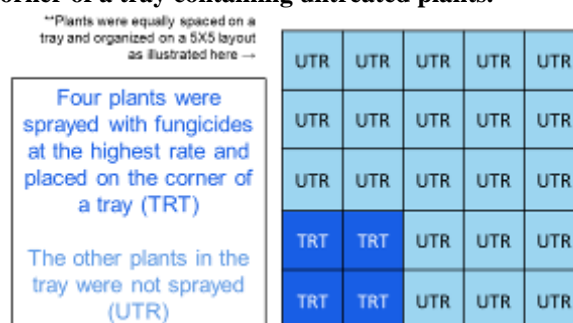 corner of a tray containing untreated plants.
**Plants were equally spaced on a
tray and organized on a 5X5 layout
as illustrated here →
Four plants were
sprayed with fungicides
at the highest rate and
placed on the corner of
a tray (TRT)
The other plants in the
tray were not sprayed
(UTR)
UTR UTR UTR UTR UTR
UTR UTR UTR UTR UTR
UTR UTR UTR UTR UTR
TRT TRT UTR UTR UTR
TRT TRT UTR UTR UTR